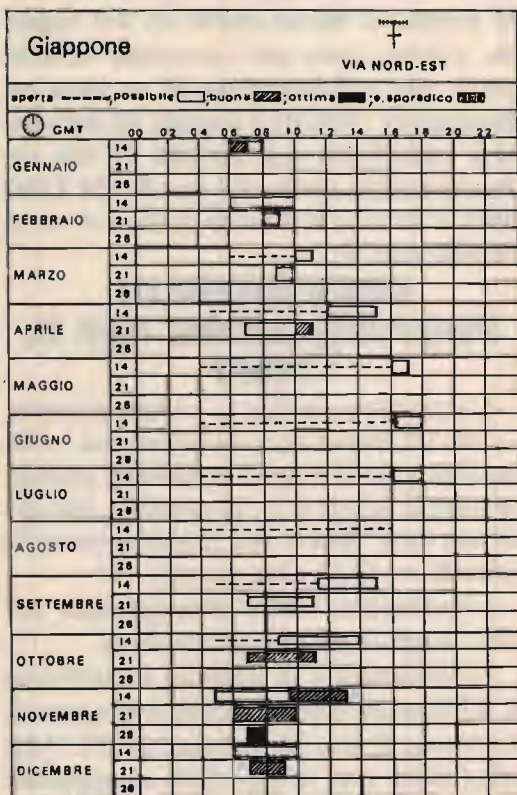 Giappone
VIA NORD-EST
aperta -----; possibile ; buona ; ottima ; e. sporadico
GMT 00 02 04 06 08 10 12 14 16 18 20 22
GENNAIO 14
21
28
FEBBRAIO 14
21
28
MARZO 14
21
28
APRILE 14
21
28
MAGGIO 14
21
28
GIUGNO 14
21
28
LUGLIO 14
21
28
AGOSTO 14
21
28
SETTEMBRE 14
21
28
OTTOBRE 14
21
28
NOVEMBRE 14
21
28
DICEMBRE 14
21
28